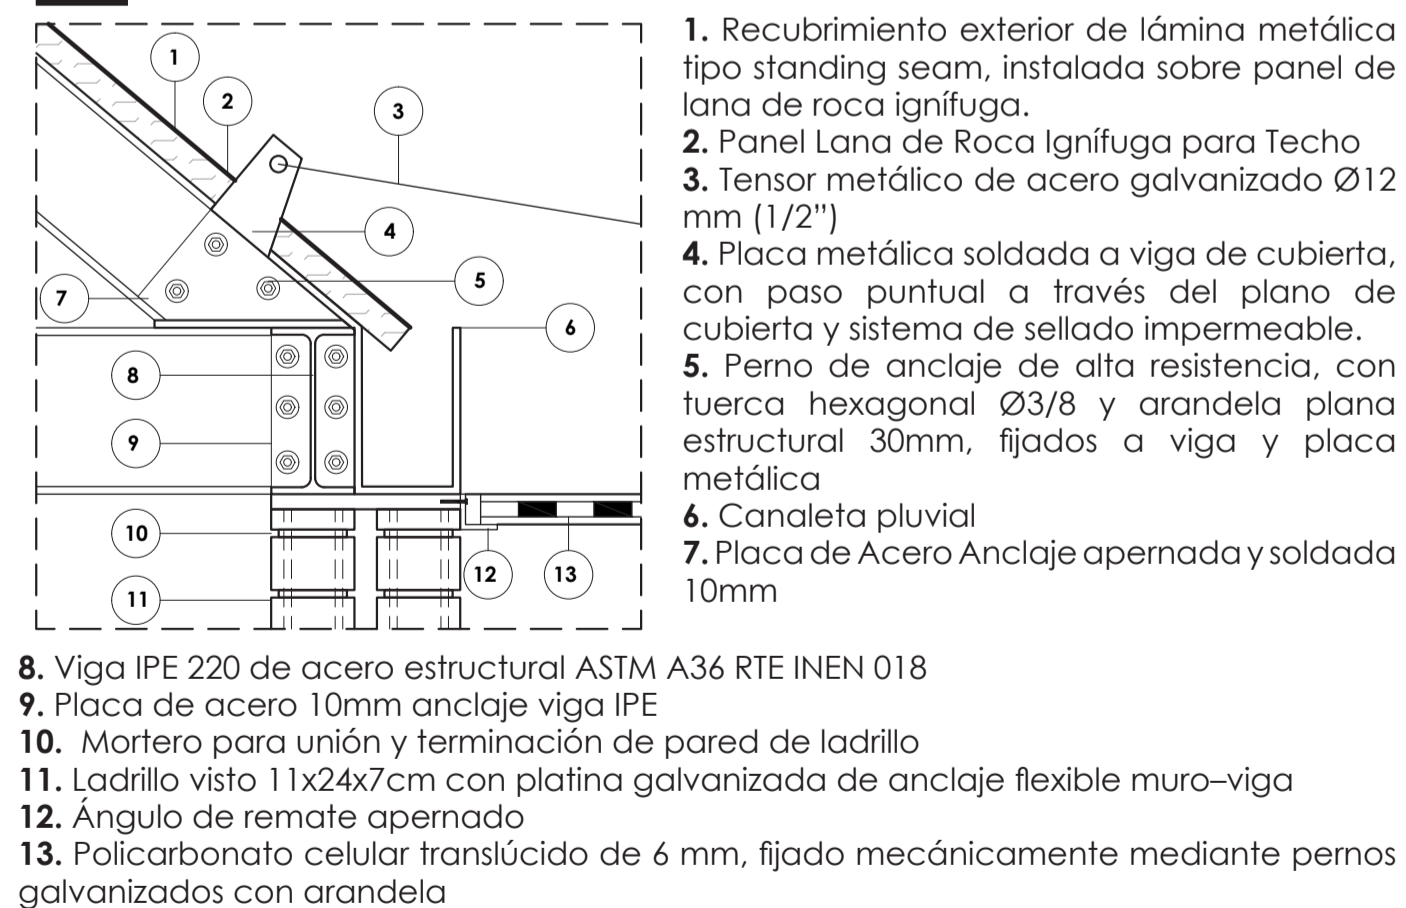 1
2
3
4
5
6
7
8
9
10
11
12
13
1. Recubrimiento exterior de lámina metálica
tipo standing seam, instalada sobre panel de
lana de roca ignífuga.
2. Panel Lana de Roca Ignífuga para Techo
3. Tensor metálico de acero galvanizado Ø12
mm (1/2”)
4. Placa metálica soldada a viga de cubierta,
con paso puntual a través del plano de
cubierta y sistema de sellado impermeable.
5. Perno de anclaje de alta resistencia, con
tuerca hexagonal Ø3/8 y arandela plana
estructural 30mm, fijados a viga y placa
metálica
6. Canaleta pluvial
7. Placa de Acero Anclaje apernada y soldada
10mm
8. Viga IPE 220 de acero estructural ASTM A36 RTE INEN 018
9. Placa de acero 10mm anclaje viga IPE
10. Mortero para unión y terminación de pared de ladrillo
11. Ladrillo visto 11x24x7cm con platina galvanizada de anclaje flexible muro–viga
12. Ángulo de remate apernado
13. Policarbonato celular translúcido de 6 mm, fijado mecánicamente mediante pernos
galvanizados con arandela